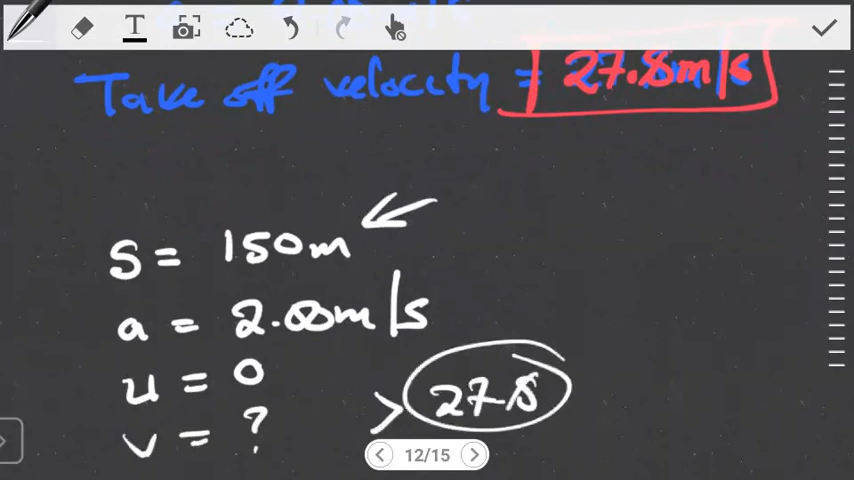 T
Take off velocity = 27.8m/s
S = 150m
a = 2.00m/s
u = 0
v = ?
> 27.8
12/15